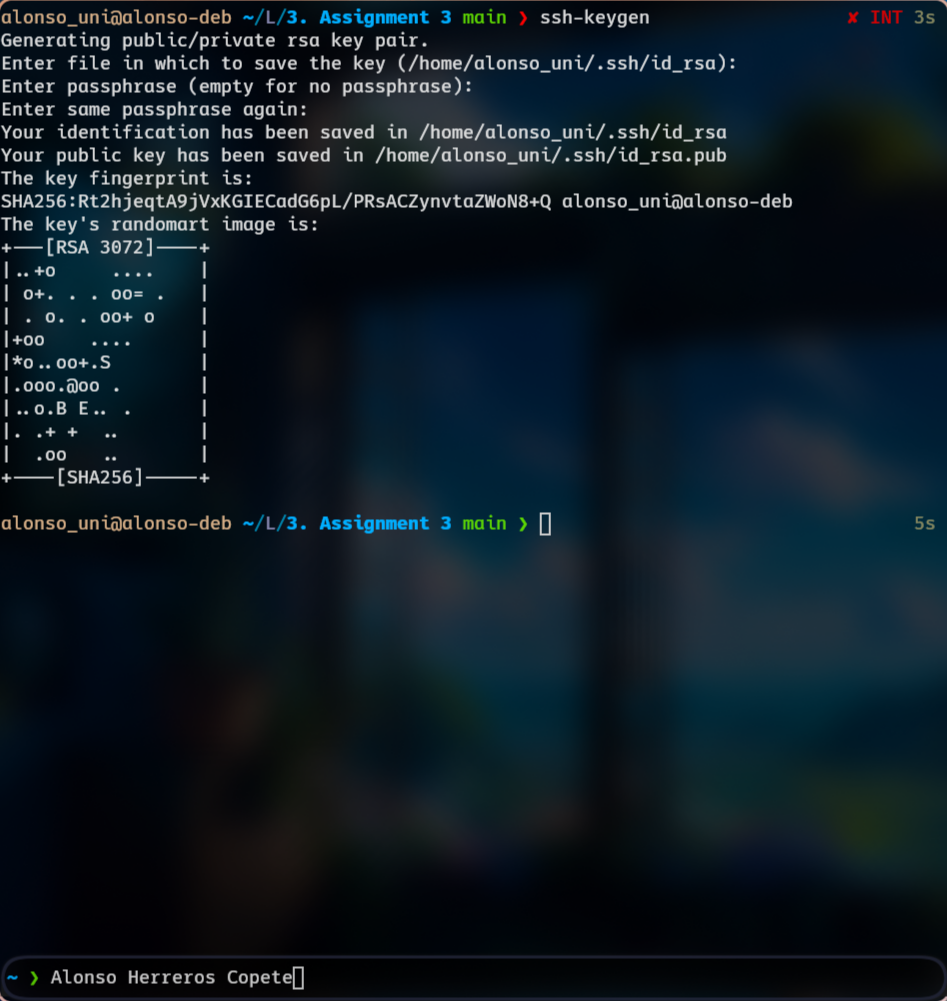 alonso_uni@alonso-deb ~/L/3. Assignment 3 main ❯ ssh-keygen ✘ INT 3s
Generating public/private rsa key pair.
Enter file in which to save the key (/home/alonso_uni/.ssh/id_rsa):
Enter passphrase (empty for no passphrase):
Enter same passphrase again:
Your identification has been saved in /home/alonso_uni/.ssh/id_rsa
Your public key has been saved in /home/alonso_uni/.ssh/id_rsa.pub
The key fingerprint is:
SHA256:Rt2hjeqtA9jVxKGIECadG6pL/PRsACZynvtaZWoN8+Q alonso_uni@alonso-deb
The key's randomart image is:
+---[RSA 3072]----+
|..+o      ....   |
| o+. . . oo= .   |
| . o. . oo+ o    |
|+oo    ....      |
|*o..oo+.S        |
|.ooo.@oo .       |
|..o.B E..  .     |
|. .+ +   ..      |
|  .oo    ..      |
+----[SHA256]-----+
alonso_uni@alonso-deb ~/L/3. Assignment 3 main ❯ 5s
~ ❯ Alonso Herreros Copete